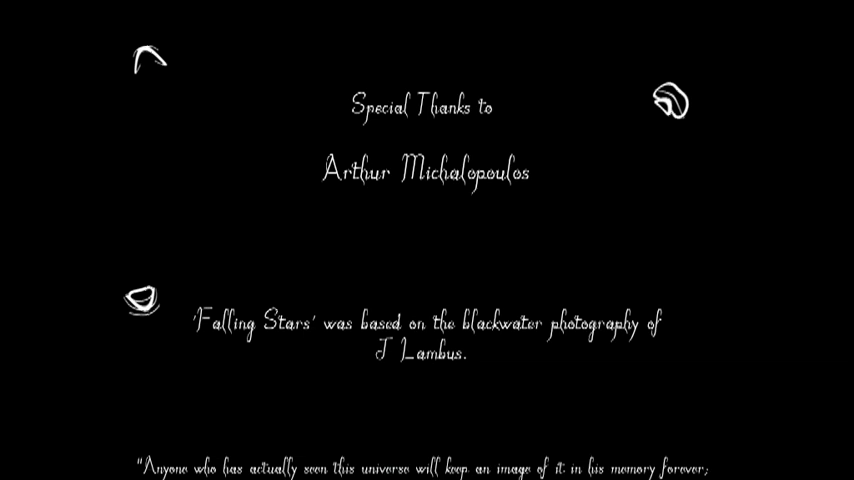 Special Thanks to
Arthur Michalopoulos
'Falling Stars' was based on the blackwater photography of
J Lambus.
"Anyone who has actually seen this universe will keep an image of it in his memory forever;